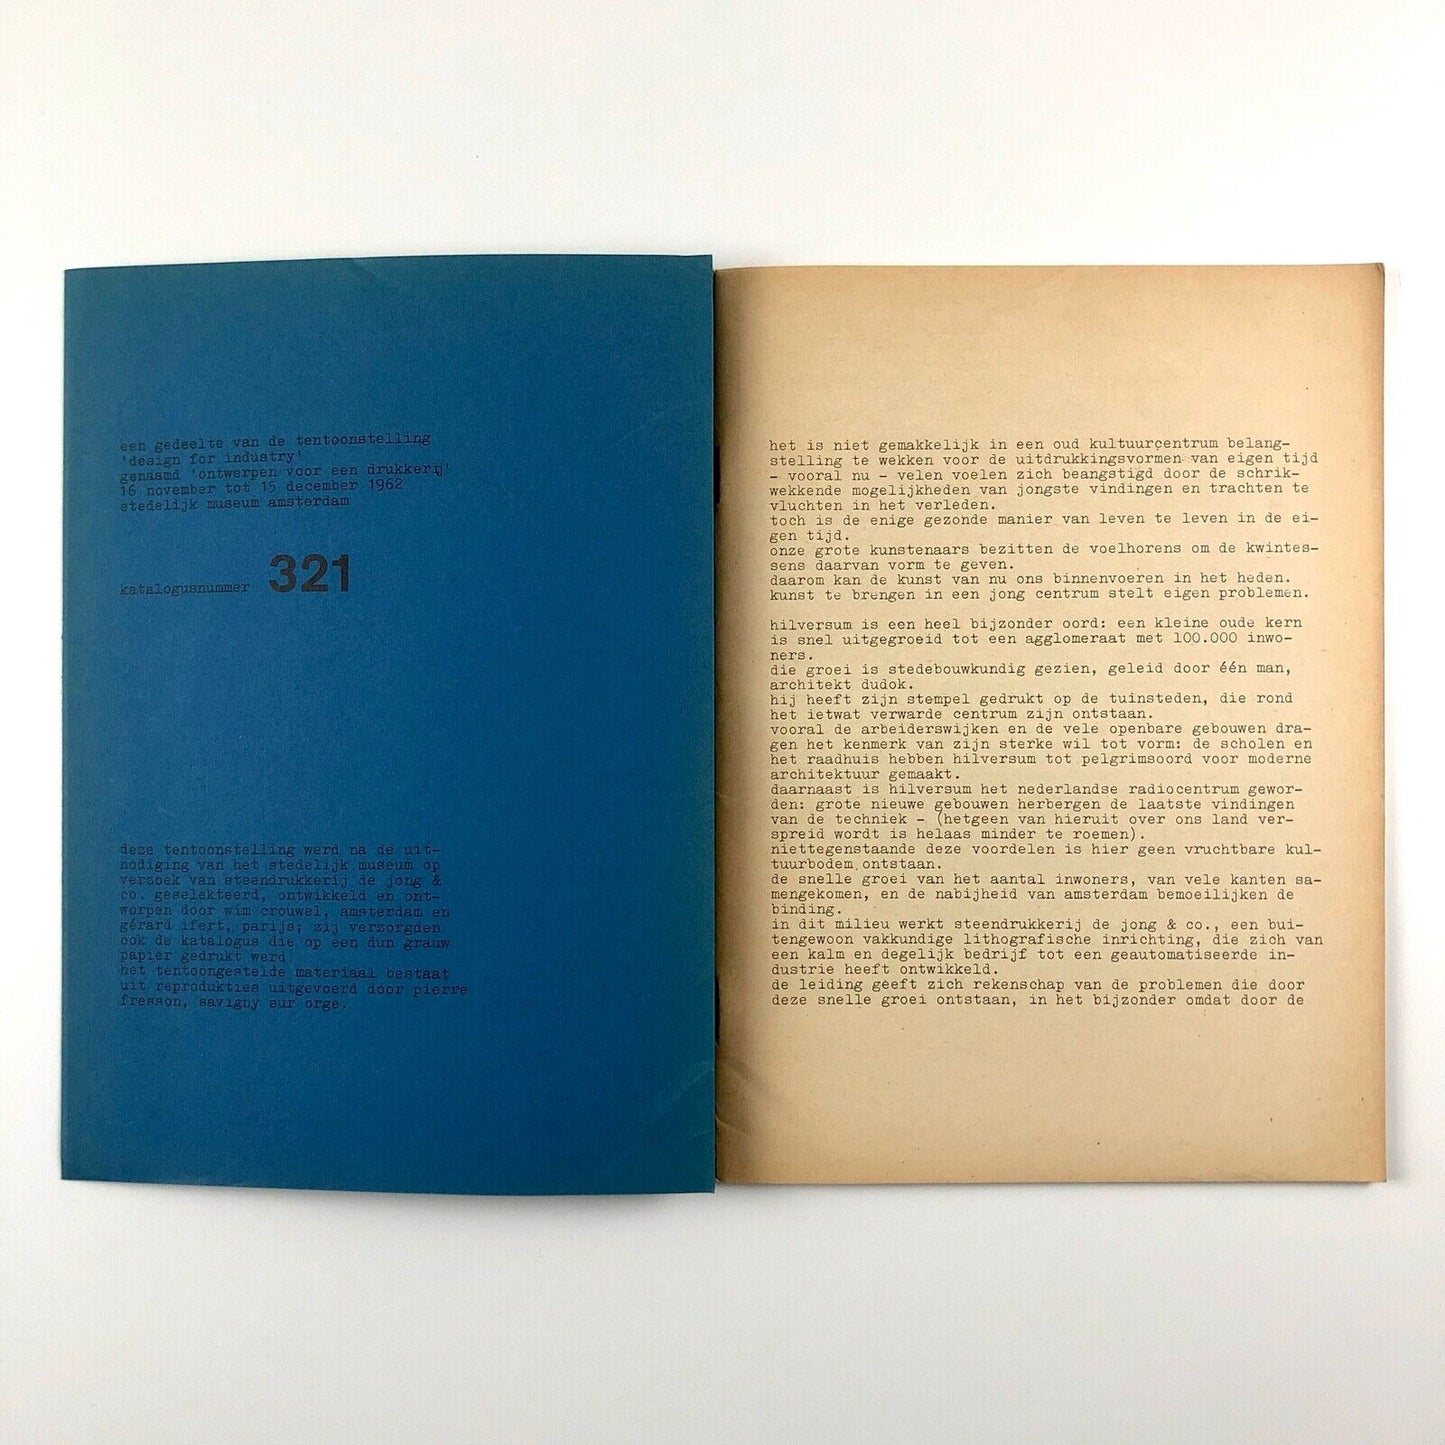 een gedeelte van de tentoonstelling
'design for industry'
genaamd 'ontwerpen voor een drukkerij'
16 november tot 15 december 1962
stedelijk museum amsterdam
katalogusnummer 321
deze tentoonstelling werd na de uit-
nodiging van het stedelijk museum op
verzoek van steendrukkerij de jong &
co. geselekteerd, ontwikkeld en ont-
worpen door wim crouwel, amsterdam en
gérard ifert, parijs; zij verzorgden
ook de katalogus die op een dun grauw
papier gedrukt werd.
het tentoongestelde materiaal bestaat
uit reprodukties uitgevoerd door pierre
fresson, savigny sur orge.
het is niet gemakkelijk in een oud kultuurcentrum belang-
stelling te wekken voor de uitdrukkingsvormen van eigen tijd
- vooral nu - velen voelen zich beangstigd door de schrik-
wekkende mogelijkheden van jongste vindingen en trachten te
vluchten in het verleden.
toch is de enige gezonde manier van leven te leven in de ei-
gen tijd.
onze grote kunstenaars bezitten de voelhorens om de kwintes-
sens daarvan vorm te geven.
daarom kan de kunst van nu ons binnenvoeren in het heden.
kunst te brengen in een jong centrum stelt eigen problemen.
hilversum is een heel bijzonder oord: een kleine oude kern
is snel uitgegroeid tot een agglomeraat met 100.000 inwo-
ners.
die groei is stedebouwkundig gezien, geleid door één man,
architekt dudok.
hij heeft zijn stempel gedrukt op de tuinsteden, die rond
het ietwat verwarde centrum zijn ontstaan.
vooral de arbeiderswijken en de vele openbare gebouwen dra-
gen het kenmerk van zijn sterke wil tot vorm: de scholen en
het raadhuis hebben hilversum tot pelgrimsoord voor moderne
architektuur gemaakt.
daarnaast is hilversum het nederlandse radiocentrum gewor-
den: grote nieuwe gebouwen herbergen de laatste vindingen
van de techniek - (hetgeen van hieruit over ons land ver-
spreid wordt is helaas minder te roemen).
niettegenstaande deze voordelen is hier geen vruchtbare kul-
tuurbodem ontstaan.
de snelle groei van het aantal inwoners, van vele kanten sa-
mengekomen, en de nabijheid van amsterdam bemoeilijken de
binding.
in dit milieu werkt steendrukkerij de jong & co., een bui-
tengewoon vakkundige lithografische inrichting, die zich van
een kalm en degelijk bedrijf tot een geautomatiseerde in-
dustrie heeft ontwikkeld.
de leiding geeft zich rekenschap van de problemen die door
deze snelle groei ontstaan, in het bijzonder omdat door de